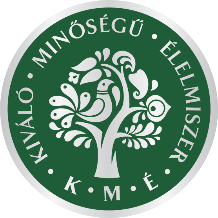 KIVÁLÓ · MINŐSÉGŰ · ÉLELMISZER
· K · M · É ·